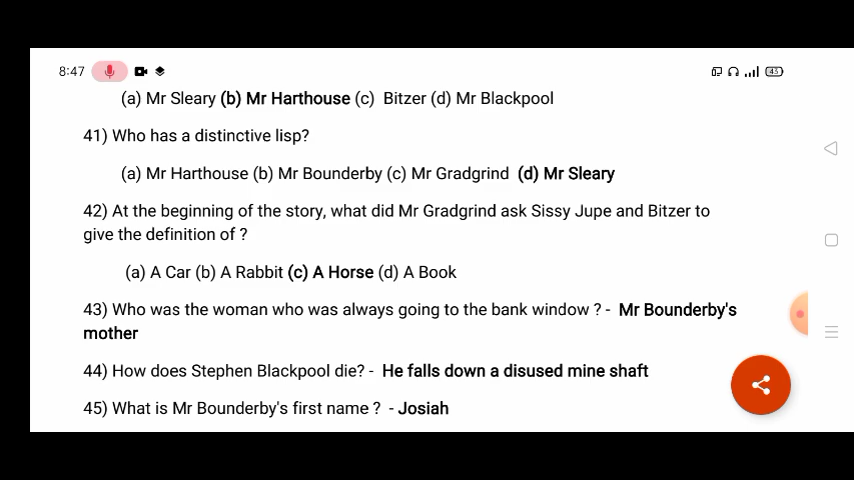 8:47 43
(a) Mr Sleary (b) Mr Harthouse (c) Bitzer (d) Mr Blackpool
41) Who has a distinctive lisp?
(a) Mr Harthouse (b) Mr Bounderby (c) Mr Gradgrind (d) Mr Sleary
42) At the beginning of the story, what did Mr Gradgrind ask Sissy Jupe and Bitzer to
give the definition of ?
(a) A Car (b) A Rabbit (c) A Horse (d) A Book
43) Who was the woman who was always going to the bank window ? - Mr Bounderby's
mother
44) How does Stephen Blackpool die? - He falls down a disused mine shaft
45) What is Mr Bounderby's first name ? - Josiah